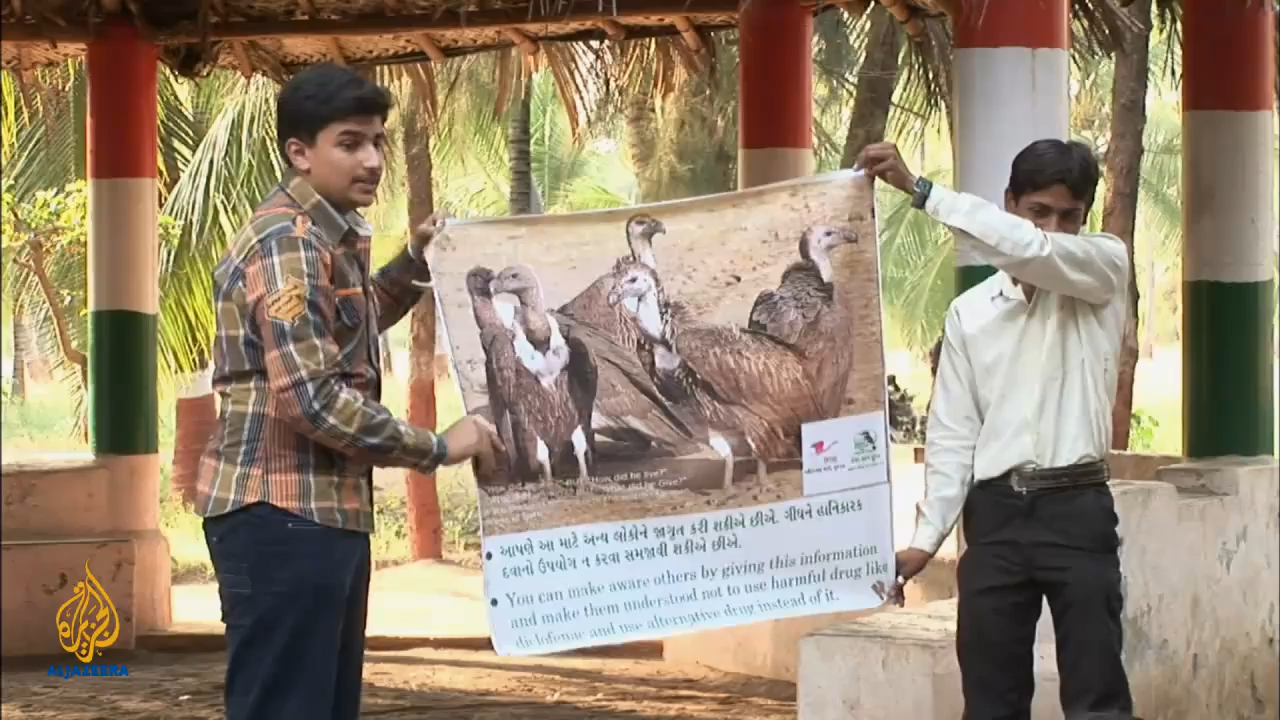 આપણે આ માટે અન્ય લોકોને જાગૃત કરી શકીએ છીએ. ગીધને હાનિકારક
દવાનો ઉપયોગ ન કરવા સમજાવી શકીએ છીએ.
You can make aware others by giving this information
and make them understood not to use harmful drug like
diclofenac and use alternative drug instead of it.
ALJAZEERA